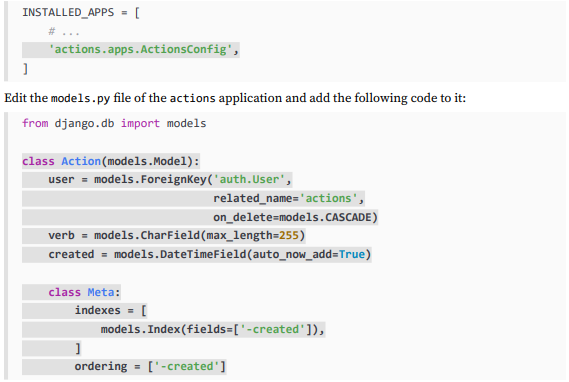 INSTALLED_APPS = [
    # ...
    'actions.apps.ActionsConfig',
]
Edit the models.py file of the actions application and add the following code to it:
from django.db import models

class Action(models.Model):
    user = models.ForeignKey('auth.User',
                             related_name='actions',
                             on_delete=models.CASCADE)
    verb = models.CharField(max_length=255)
    created = models.DateTimeField(auto_now_add=True)

    class Meta:
        indexes = [
            models.Index(fields=['-created']),
        ]
        ordering = ['-created']